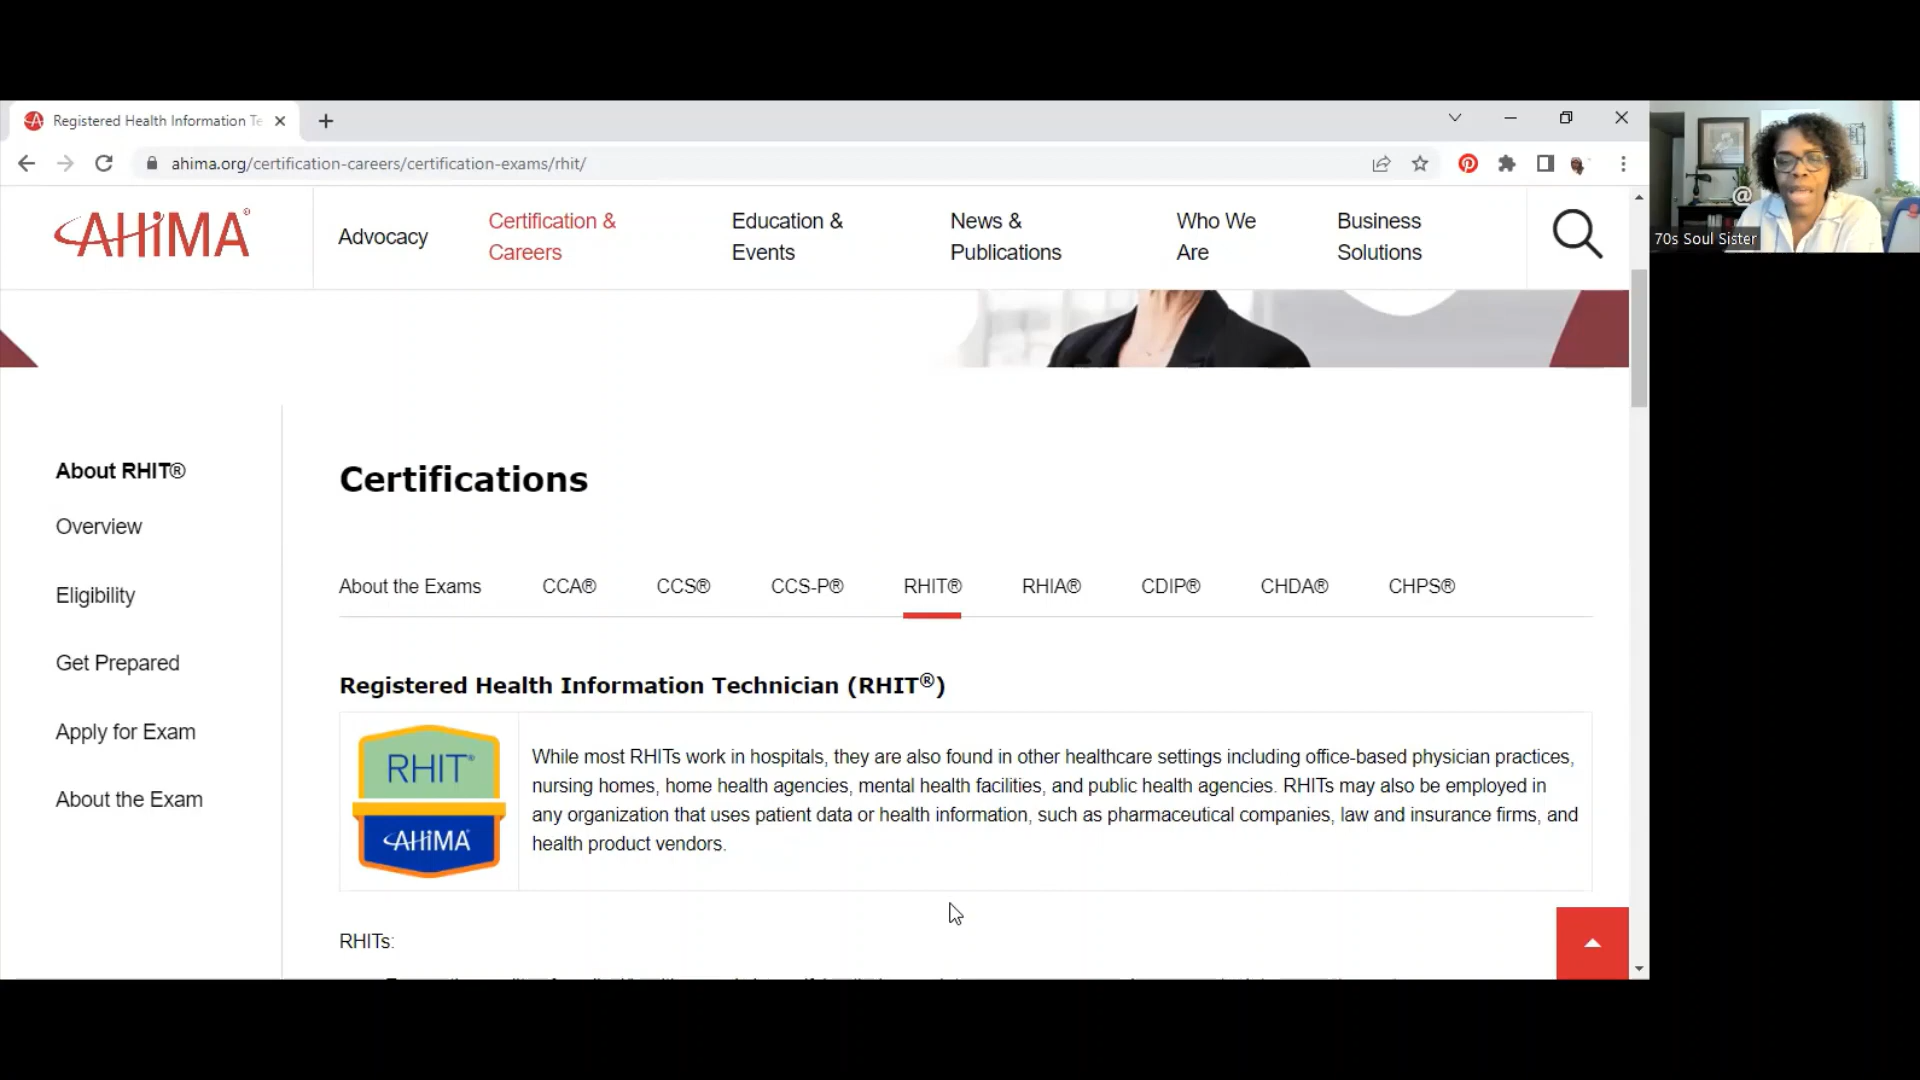 Registered Health Information Te
ahima.org/certification-careers/certification-exams/rhit/
AHIMA®
Advocacy
Certification &
Careers
Education &
Events
News &
Publications
Who We
Are
Business
Solutions
@
70s Soul Sister
About RHIT®
Overview
Eligibility
Get Prepared
Apply for Exam
About the Exam
Certifications
About the Exams CCA® CCS® CCS-P® RHIT® RHIA® CDIP® CHDA® CHPS®
Registered Health Information Technician (RHIT®)
RHIT®
AHIMA
While most RHITs work in hospitals, they are also found in other healthcare settings including office-based physician practices,
nursing homes, home health agencies, mental health facilities, and public health agencies. RHITs may also be employed in
any organization that uses patient data or health information, such as pharmaceutical companies, law and insurance firms, and
health product vendors.
RHITs: